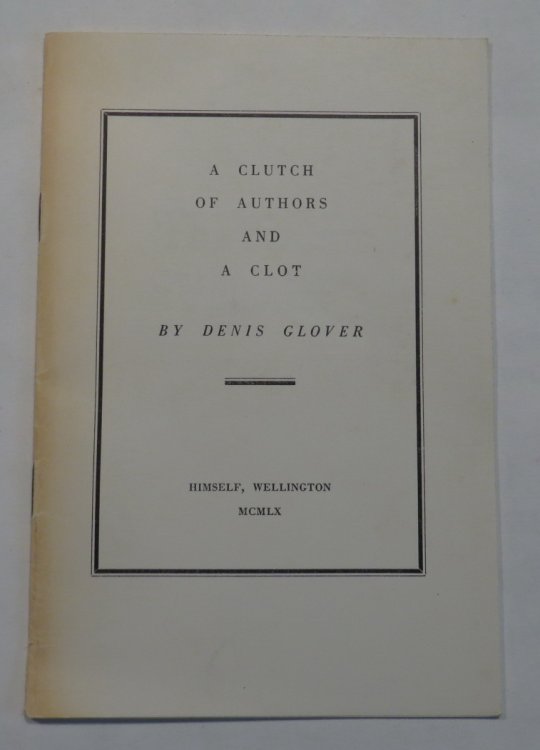 A CLUTCH
OF AUTHORS
AND
A CLOT
BY DENIS GLOVER
HIMSELF, WELLINGTON
MCMLX